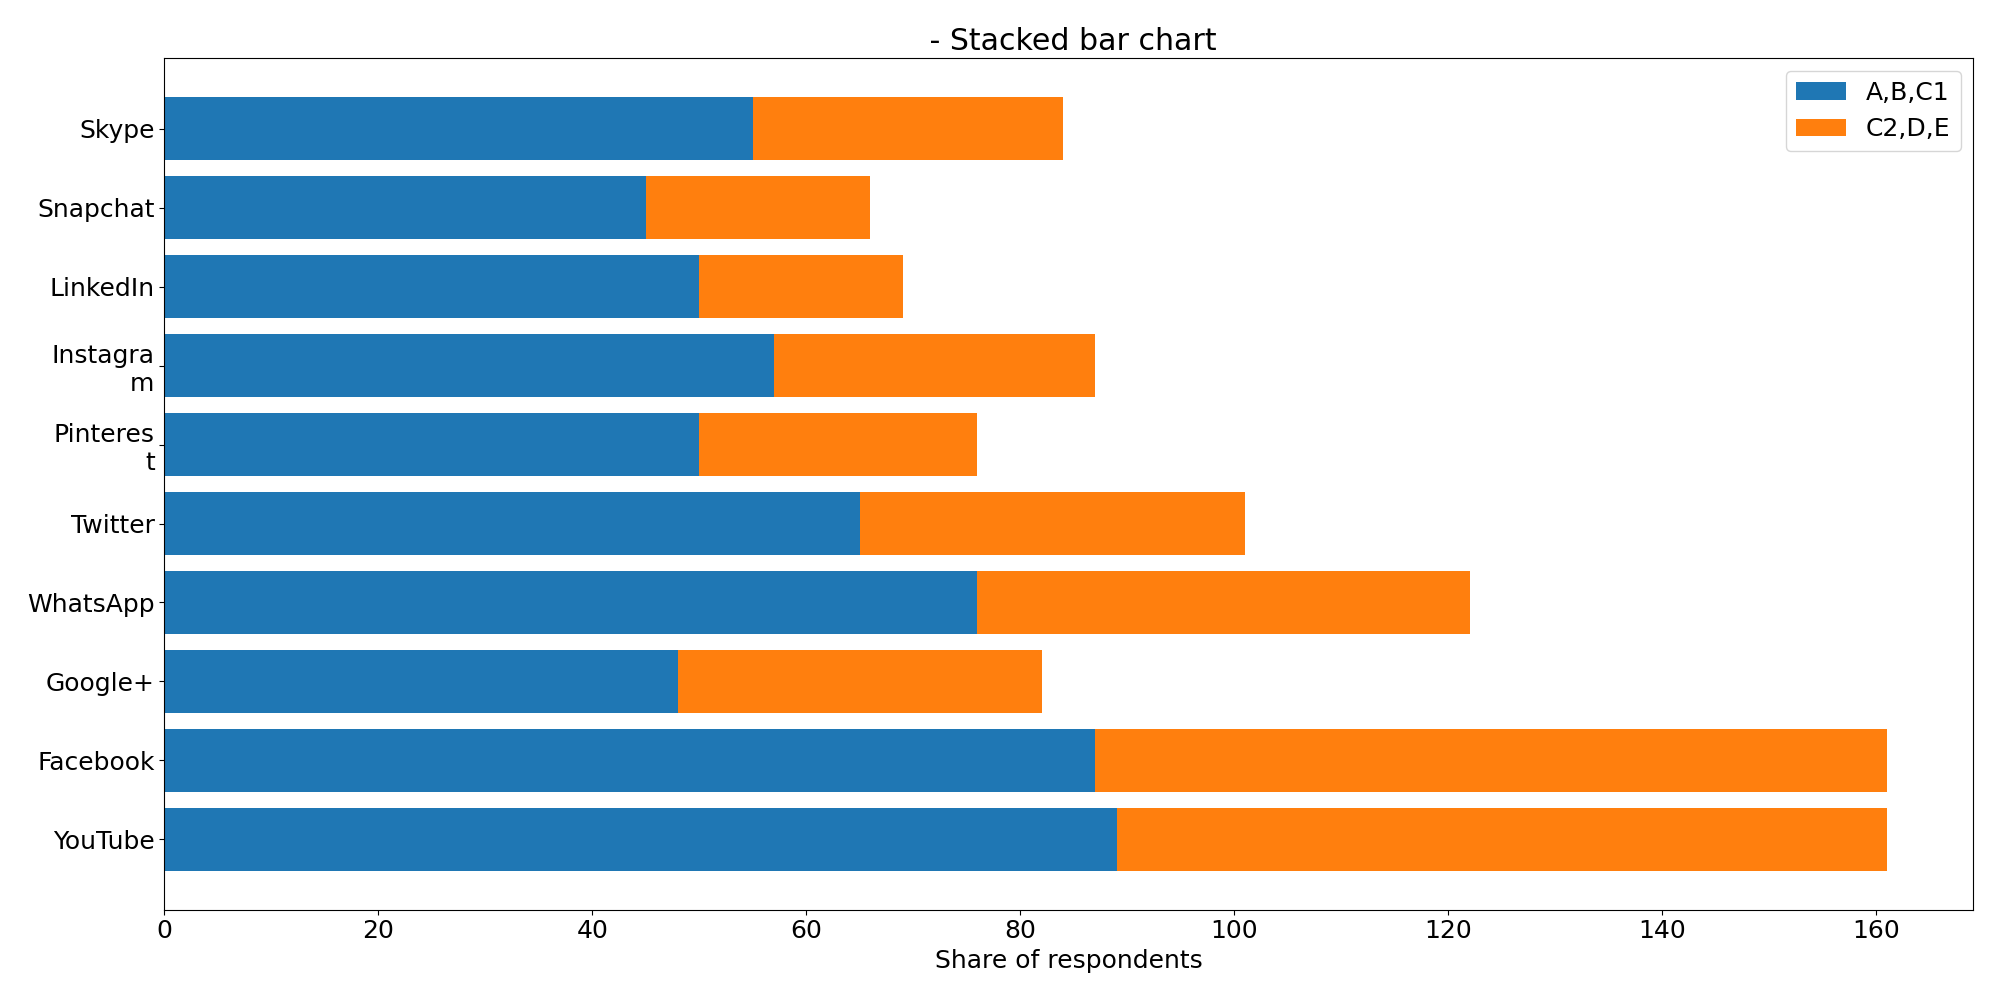 - Stacked bar chart
A,B,C1
C2,D,E
Skype
Snapchat
LinkedIn
Instagra
m
Pinteres
t
Twitter
WhatsApp
Google+
Facebook
YouTube
0 20 40 60 80 100 120 140 160
Share of respondents